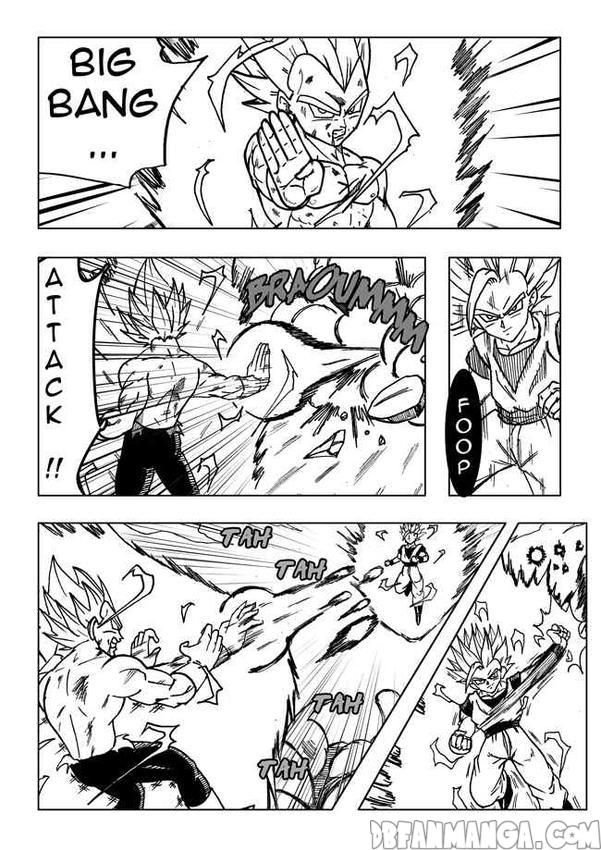 BIG
BANG
...
ATTACK !!
BRAOUMMM
FOOP
TAH
TAH
TAH
TAH
DBFANMANGA.COM